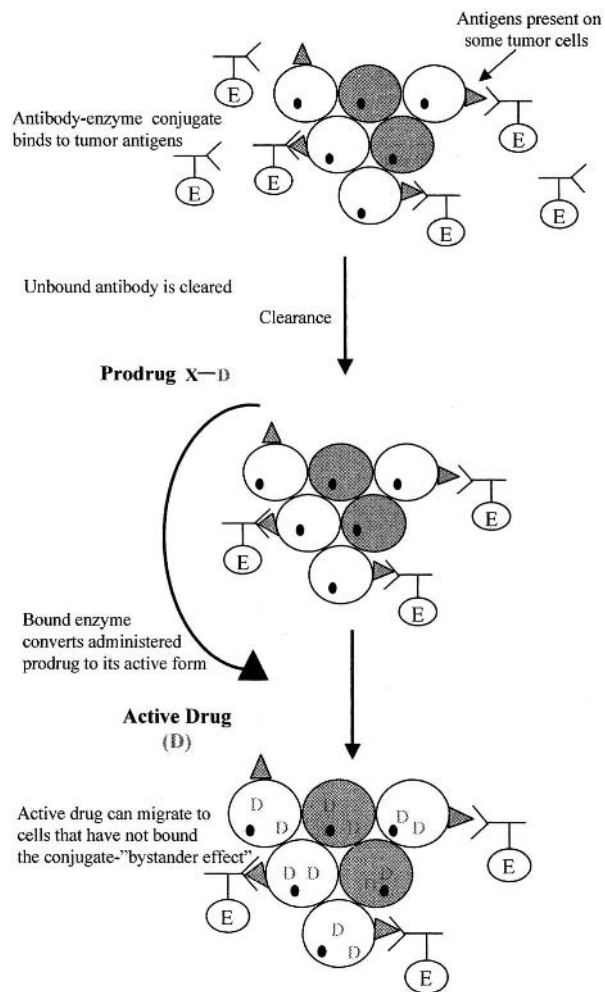 Antigens present on
some tumor cells
E
E
Antibody-enzyme conjugate
binds to tumor antigens
E
E
E
E
Unbound antibody is cleared
Clearance
Prodrug X—D
E
E
E
Bound enzyme
converts administered
prodrug to its active form
Active Drug
(D)
D
D
D
D
D
D
Active drug can migrate to
cells that have not bound
the conjugate-"bystander effect"
D D
D
D
E
E
D
D
E